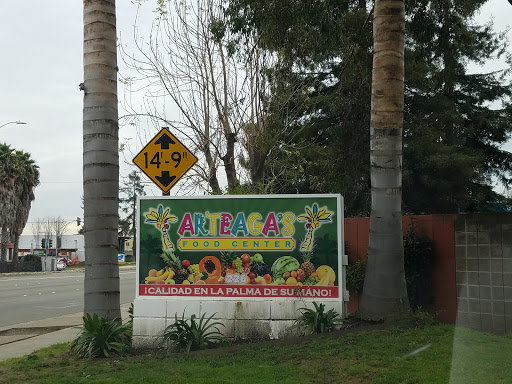 14'-9"
ARTEAGA'S
FOOD CENTER
¡CALIDAD EN LA PALMA DE SU MANO!